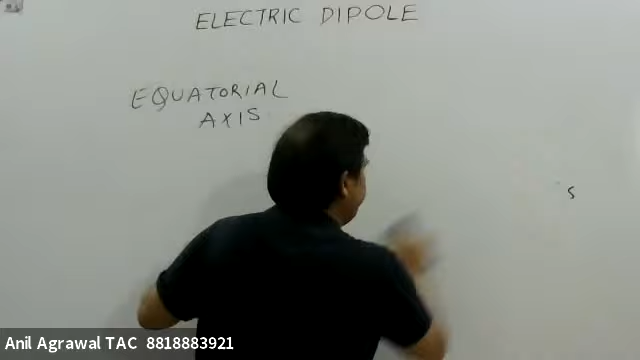 ELECTRIC DIPOLE
EQUATORIAL
AXIS
S
Anil Agrawal TAC 8818883921